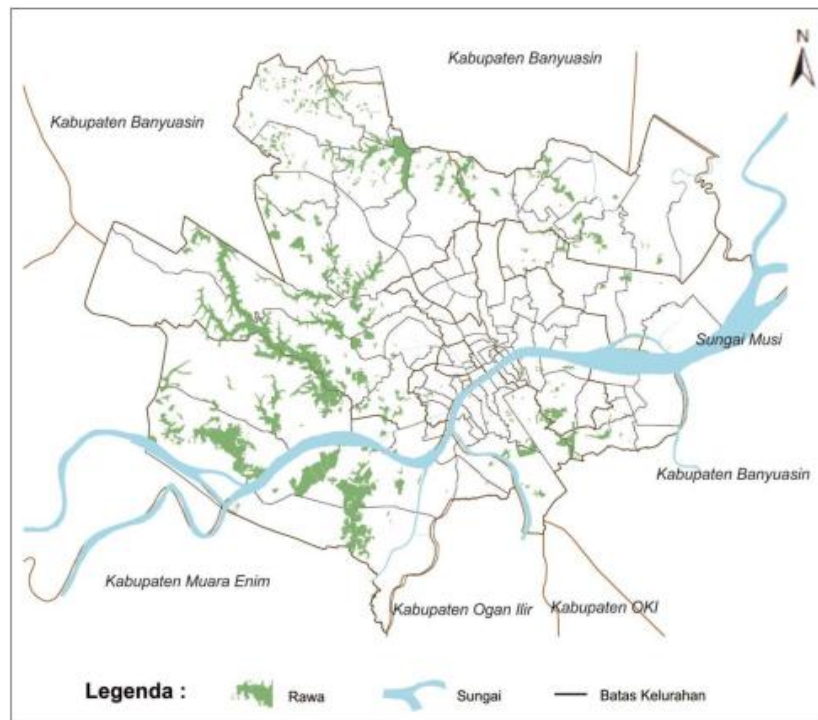 Kabupaten Banyuasin
N
Kabupaten Banyuasin
Sungai Musi
Kabupaten Banyuasin
Kabupaten Muara Enim
Kabupaten Ogan Ilir
Kabupaten OKI
Legenda :
Rawa
Sungai
Batas Kelurahan